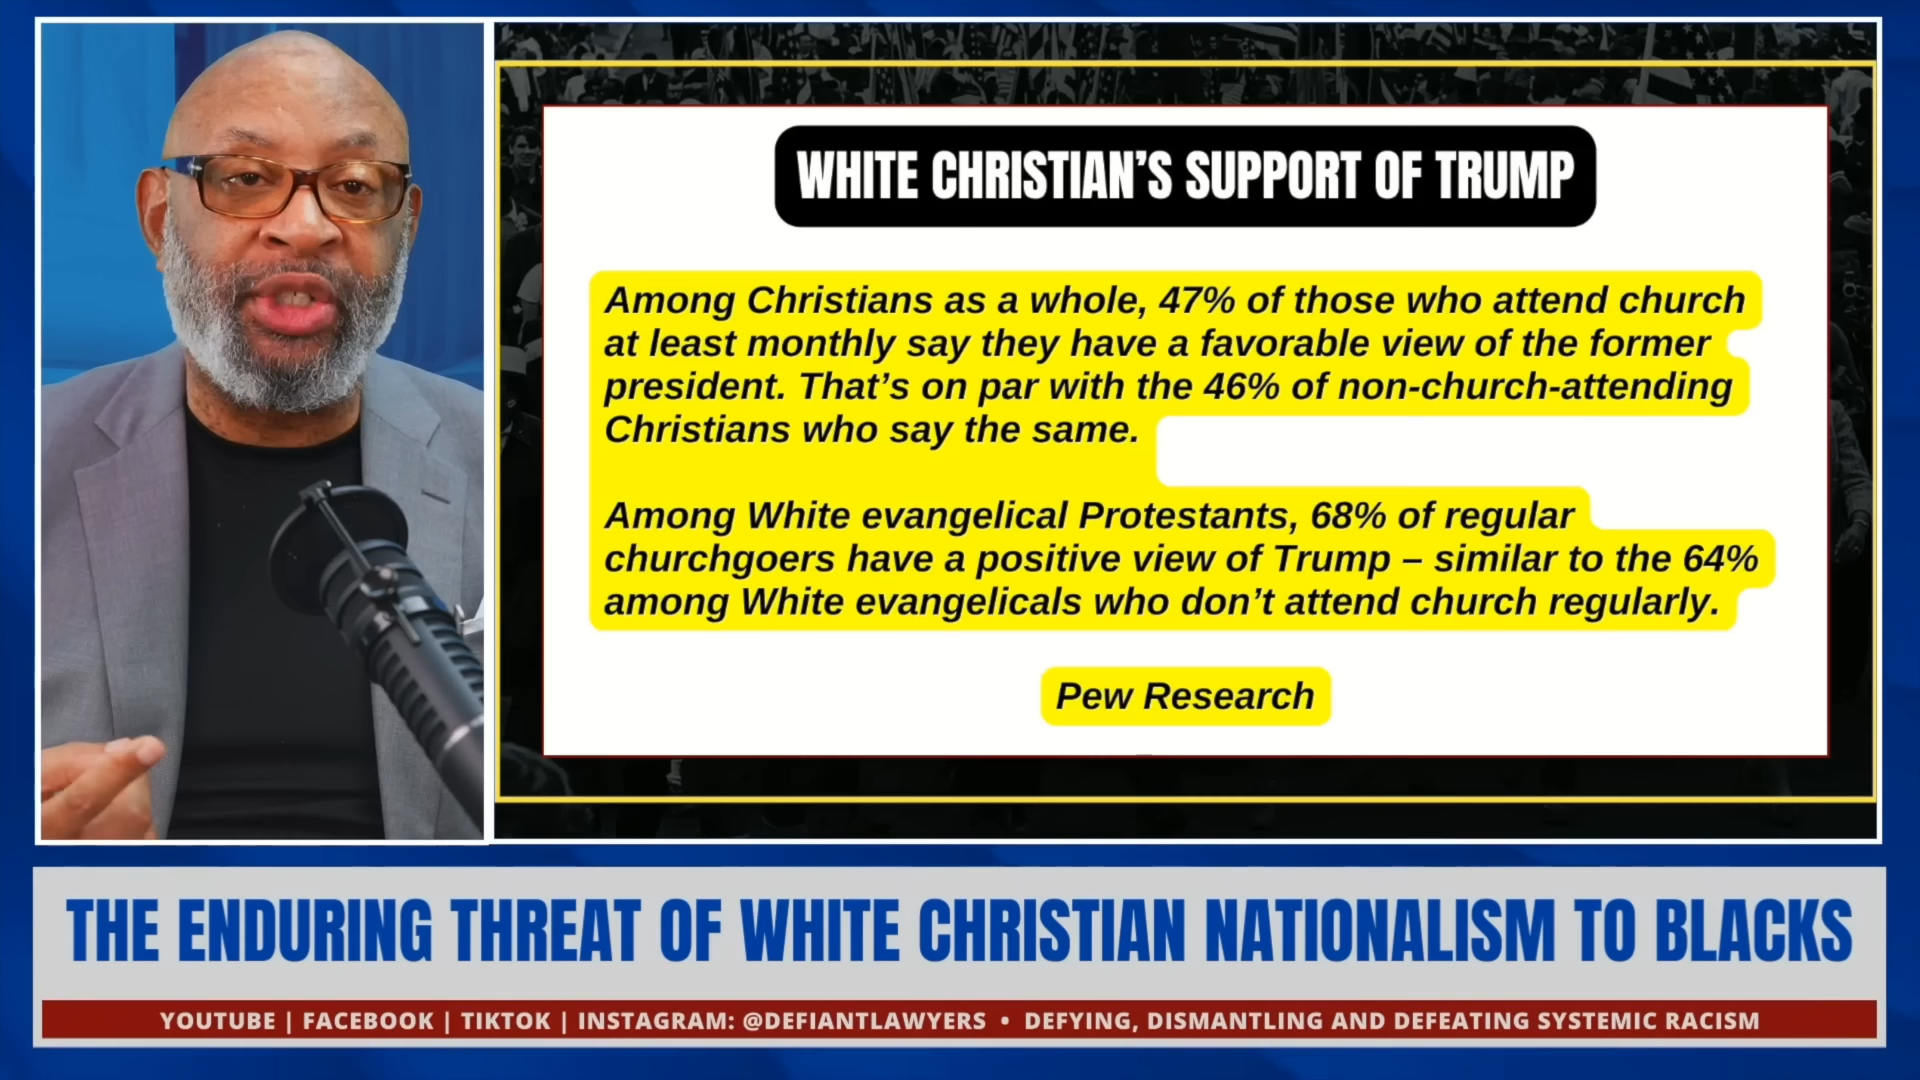 WHITE CHRISTIAN’S SUPPORT OF TRUMP
Among Christians as a whole, 47% of those who attend church
at least monthly say they have a favorable view of the former
president. That’s on par with the 46% of non-church-attending
Christians who say the same.
Among White evangelical Protestants, 68% of regular
churchgoers have a positive view of Trump – similar to the 64%
among White evangelicals who don’t attend church regularly.
Pew Research
THE ENDURING THREAT OF WHITE CHRISTIAN NATIONALISM TO BLACKS
YOUTUBE | FACEBOOK | TIKTOK | INSTAGRAM: @DEFIANTLAWYERS • DEFYING, DISMANTLING AND DEFEATING SYSTEMIC RACISM